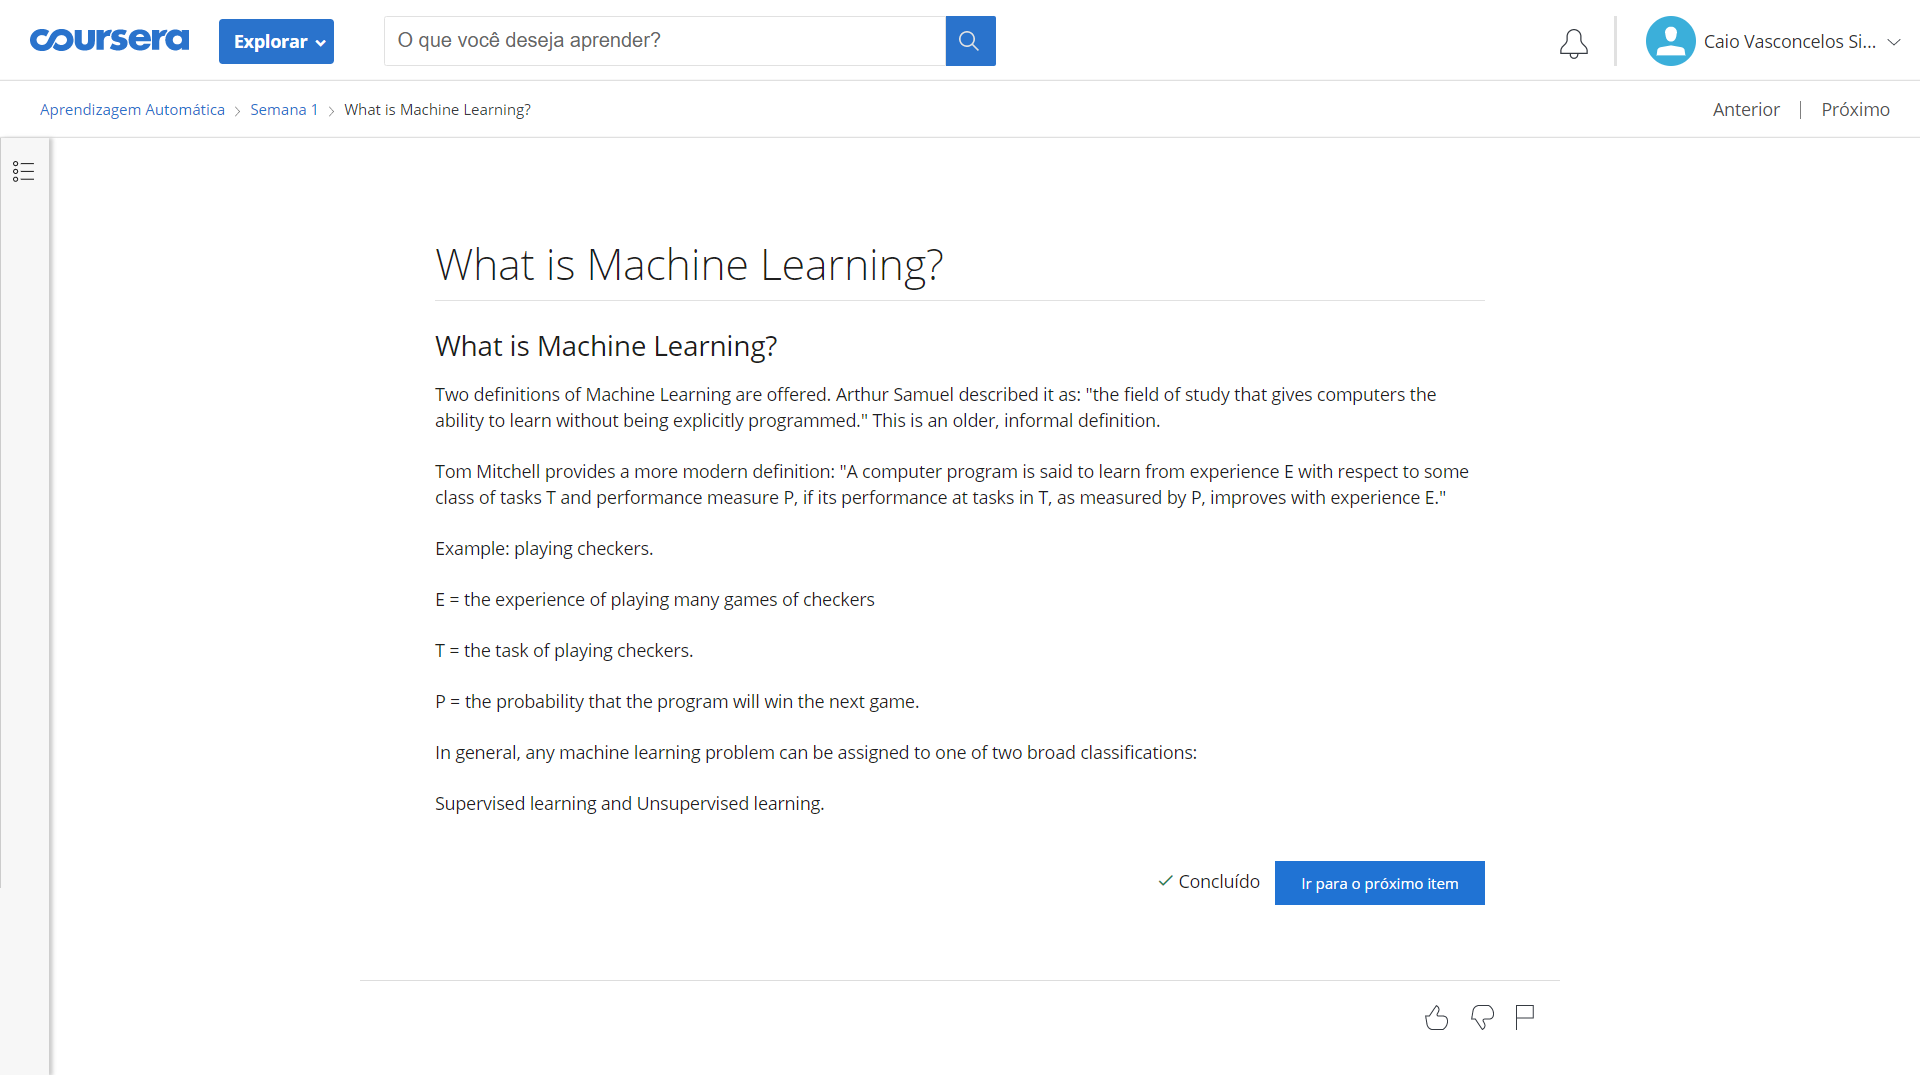 coursera
Explorar
O que você deseja aprender?
Caio Vasconcelos Si...
Aprendizagem Automática
Semana 1
What is Machine Learning?
Anterior | Próximo
What is Machine Learning?
What is Machine Learning?
Two definitions of Machine Learning are offered. Arthur Samuel described it as: "the field of study that gives computers the
ability to learn without being explicitly programmed." This is an older, informal definition.
Tom Mitchell provides a more modern definition: "A computer program is said to learn from experience E with respect to some
class of tasks T and performance measure P, if its performance at tasks in T, as measured by P, improves with experience E."
Example: playing checkers.
E = the experience of playing many games of checkers
T = the task of playing checkers.
P = the probability that the program will win the next game.
In general, any machine learning problem can be assigned to one of two broad classifications:
Supervised learning and Unsupervised learning.
Concluído
Ir para o próximo item